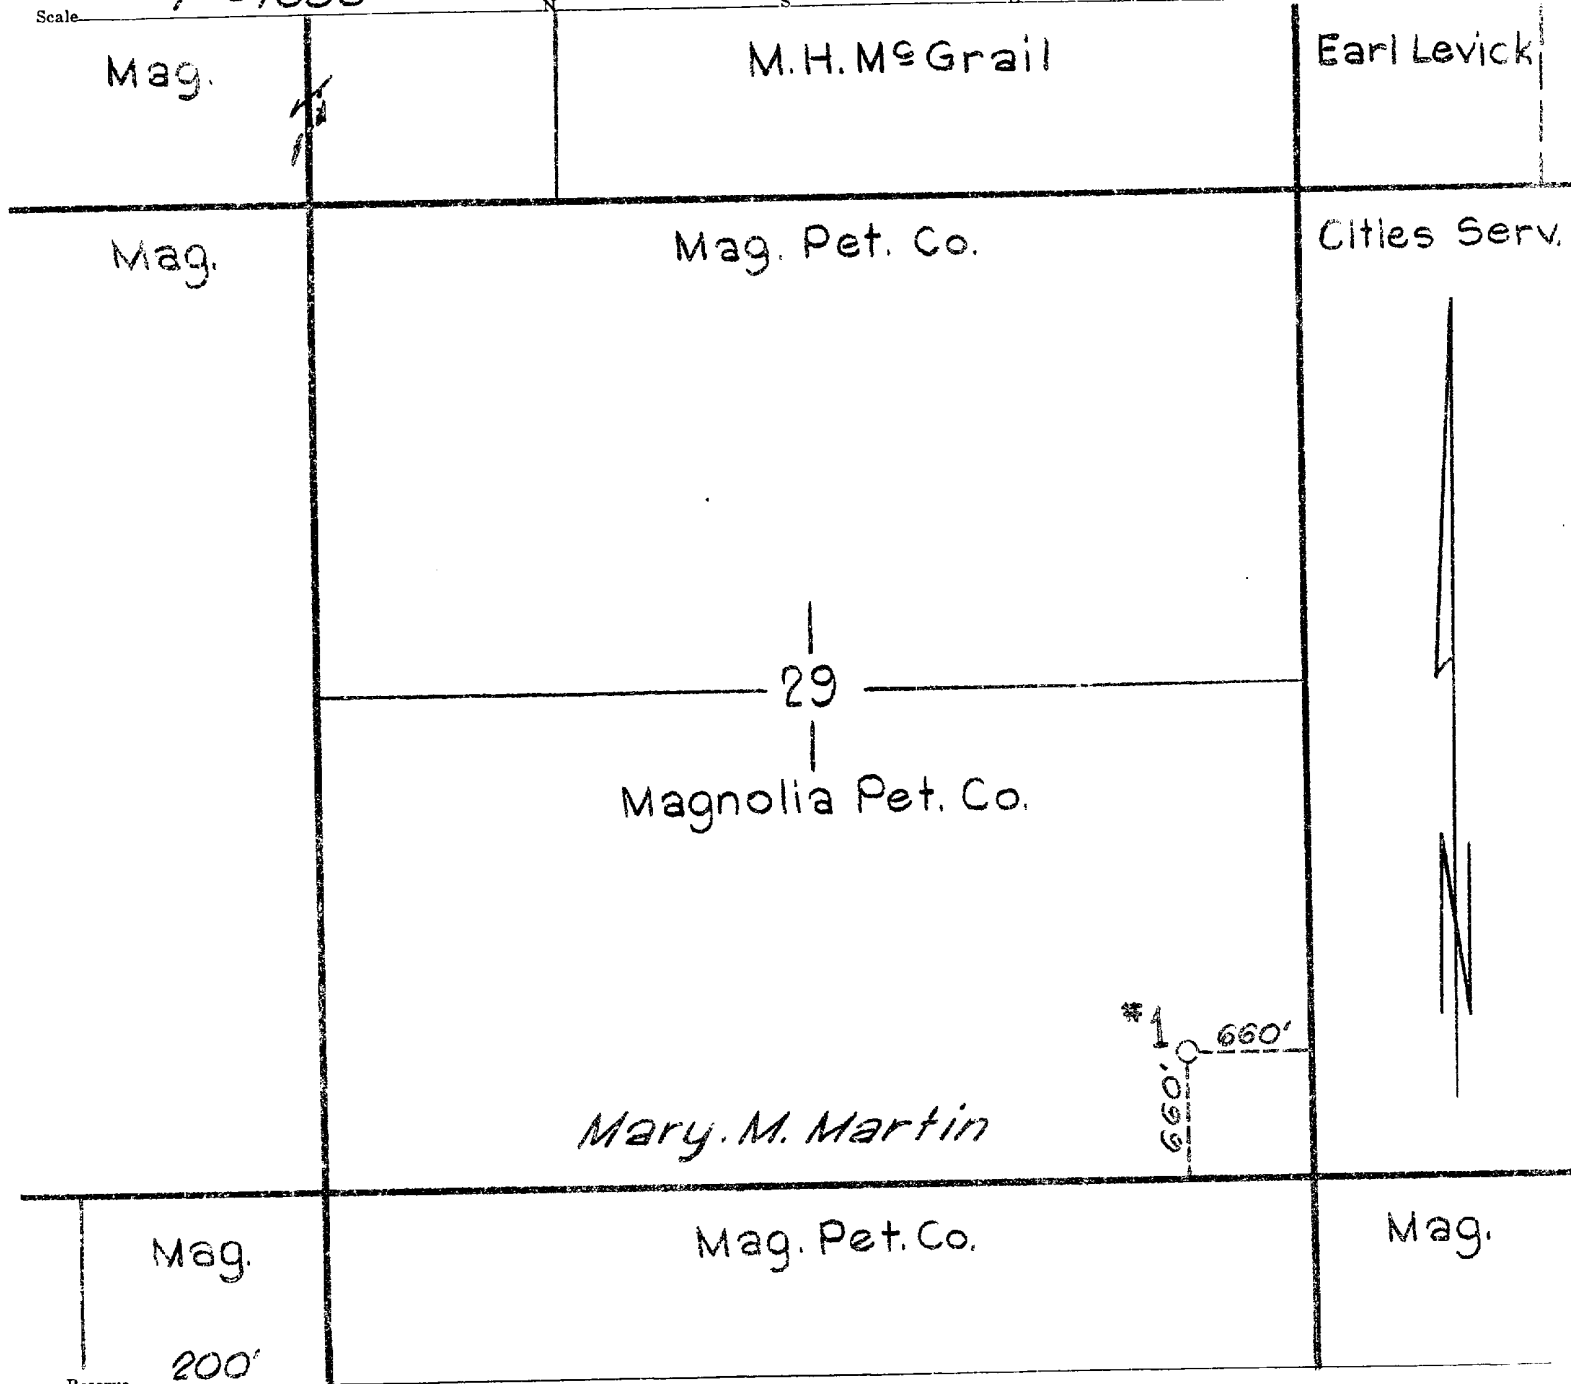 Scale
N S
Mag. M.H. McGrail Earl Levick
Mag. Mag. Pet. Co. Cities Serv.
29
Magnolia Pet. Co.
N
#1 660'
660'
Mary. M. Martin
Mag. Mag. Pet. Co. Mag.
200'